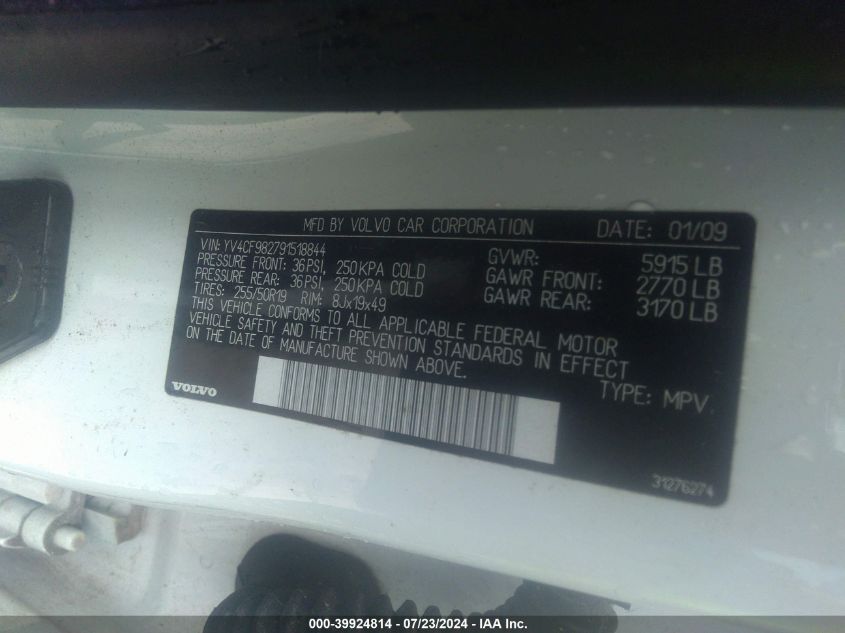 MFD BY VOLVO CAR CORPORATION DATE: 01/09
VIN: YV4CF982791518844
PRESSURE FRONT: 36PSI, 250KPA COLD
PRESSURE REAR: 36PSI, 250KPA COLD
TIRES: 255/50R19 RIM: 8Jx19x49
GVWR: 5915 LB
GAWR FRONT: 2770 LB
GAWR REAR: 3170 LB
THIS VEHICLE CONFORMS TO ALL APPLICABLE FEDERAL MOTOR
VEHICLE SAFETY AND THEFT PREVENTION STANDARDS IN EFFECT
ON THE DATE OF MANUFACTURE SHOWN ABOVE.
TYPE: MPV
VOLVO
31276274
000-39924814 - 07/23/2024 - IAA Inc.